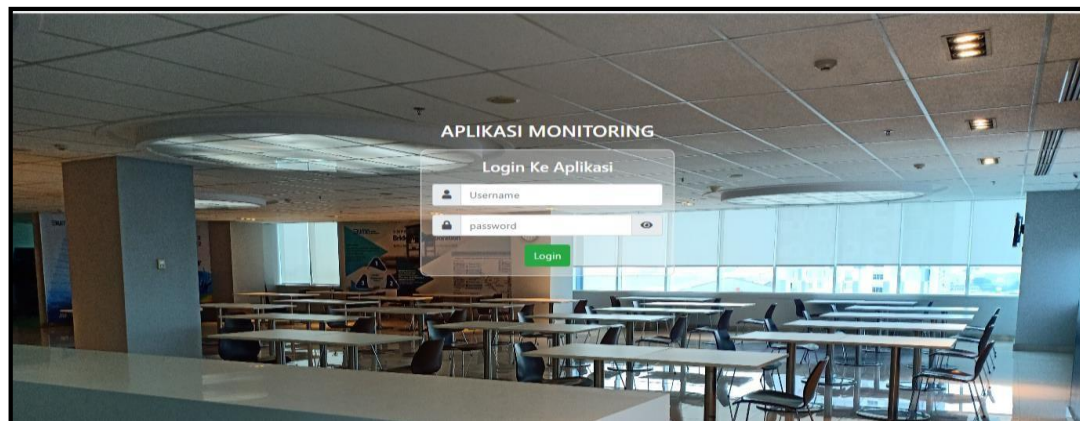 APLIKASI MONITORING
Login Ke Aplikasi
Username
password
Login